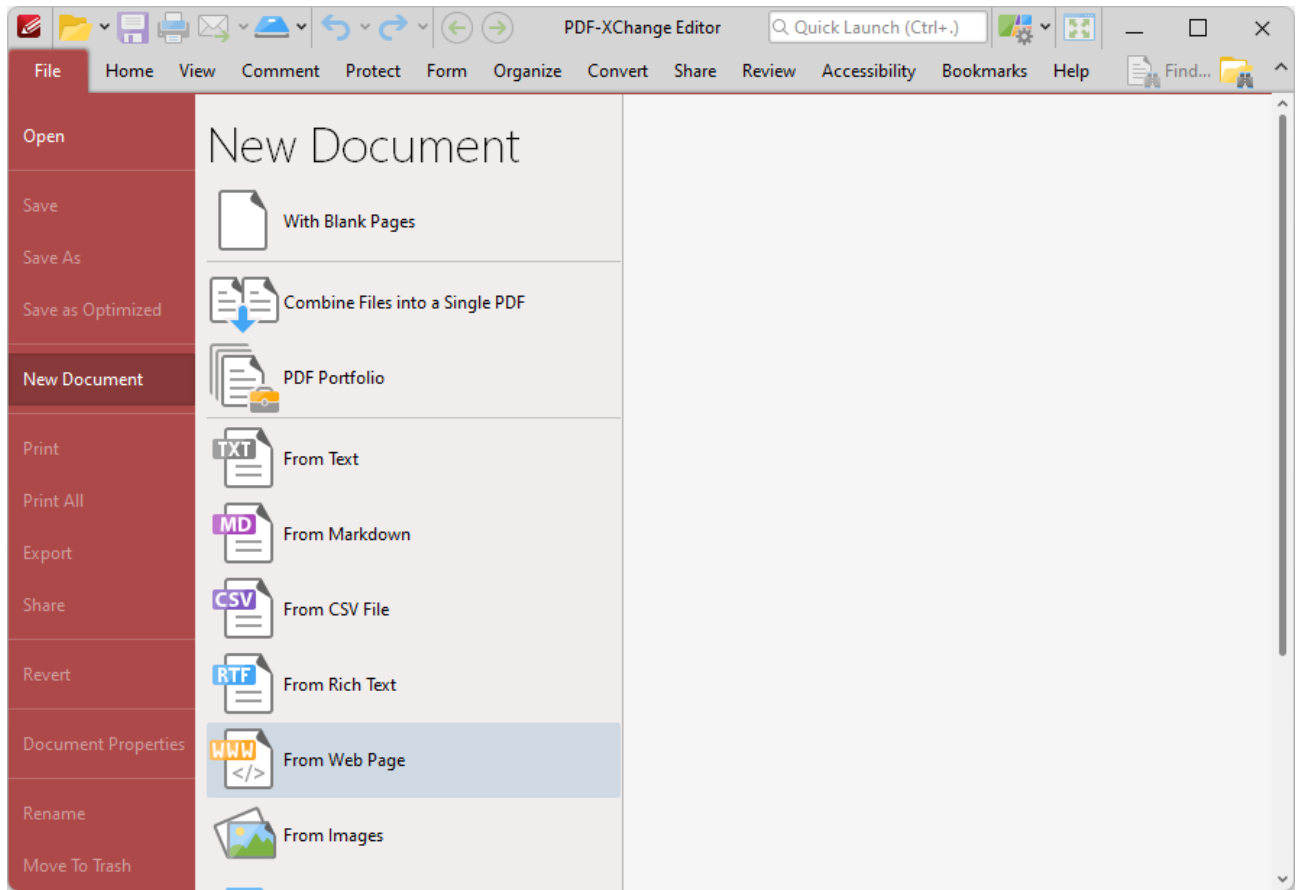 PDF-XChange Editor
Quick Launch (Ctrl+.)
File Home View Comment Protect Form Organize Convert Share Review Accessibility Bookmarks Help Find...
Open
Save
Save As
Save as Optimized
New Document
Print
Print All
Export
Share
Revert
Document Properties
Rename
Move To Trash
New Document
With Blank Pages
Combine Files into a Single PDF
PDF Portfolio
TXT From Text
MD From Markdown
CSV From CSV File
RTF From Rich Text
WWW </> From Web Page
From Images